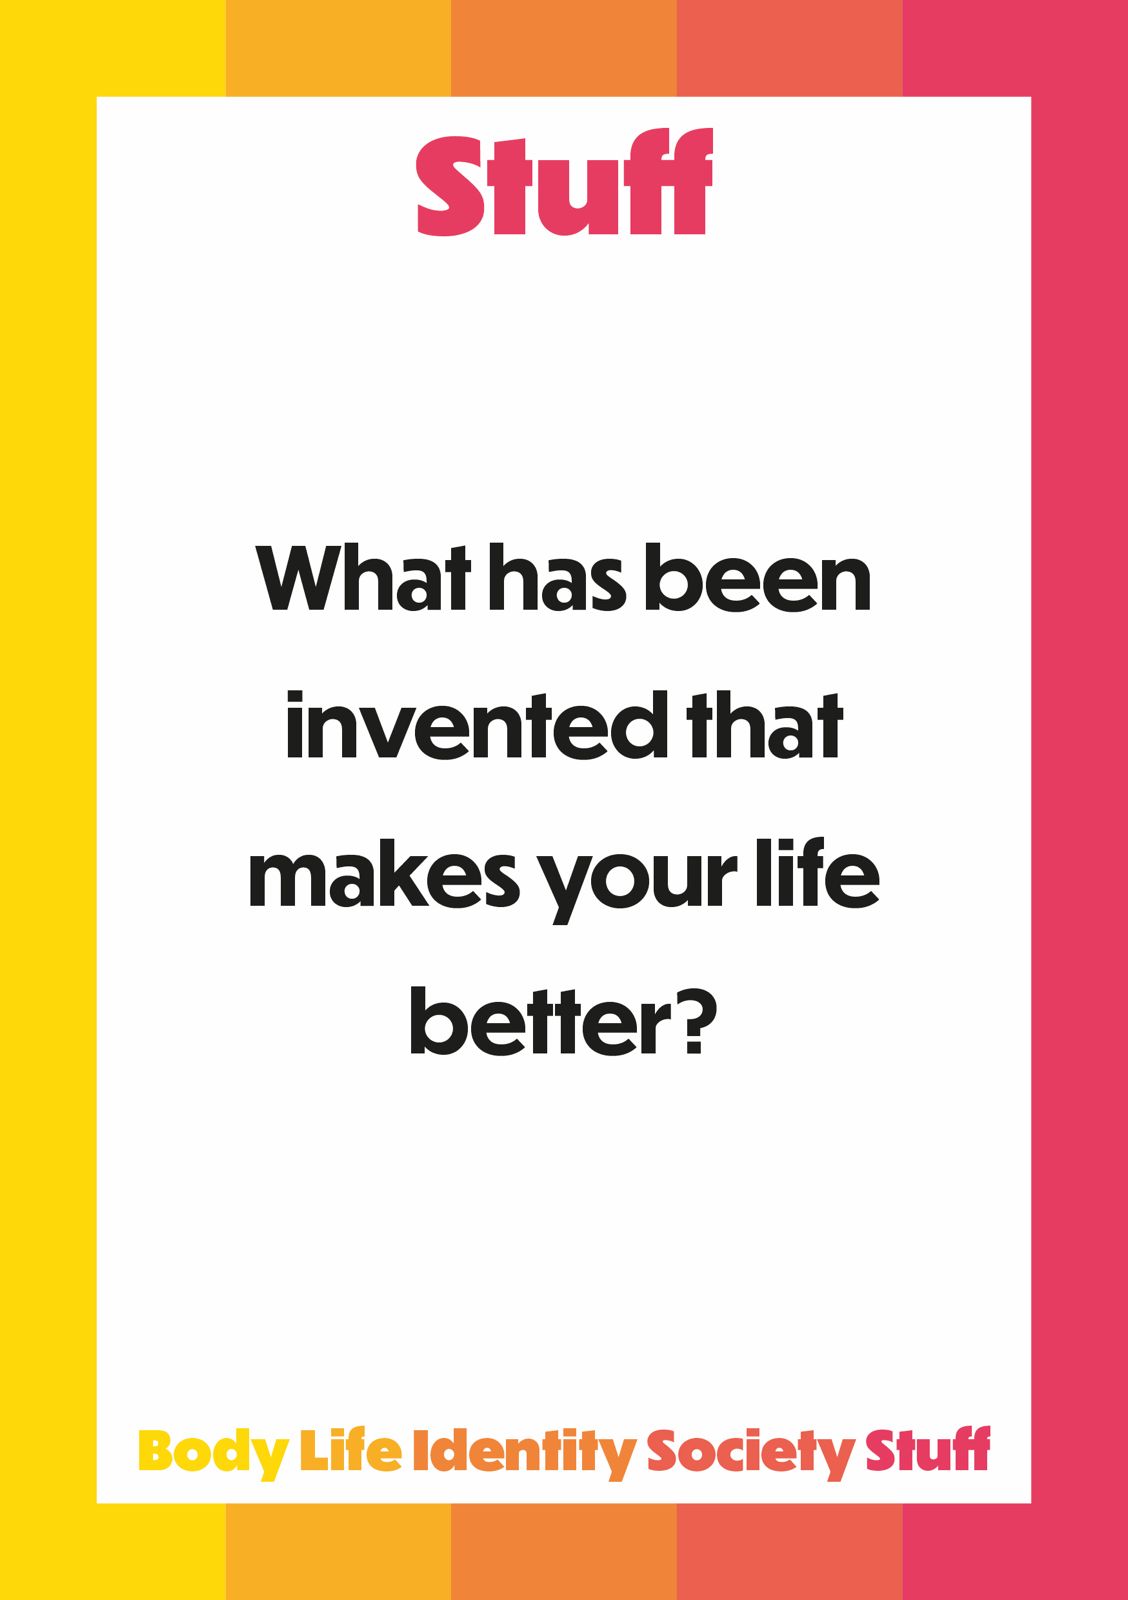 Stuff
What has been
invented that
makes your life
better?
Body Life Identity Society Stuff